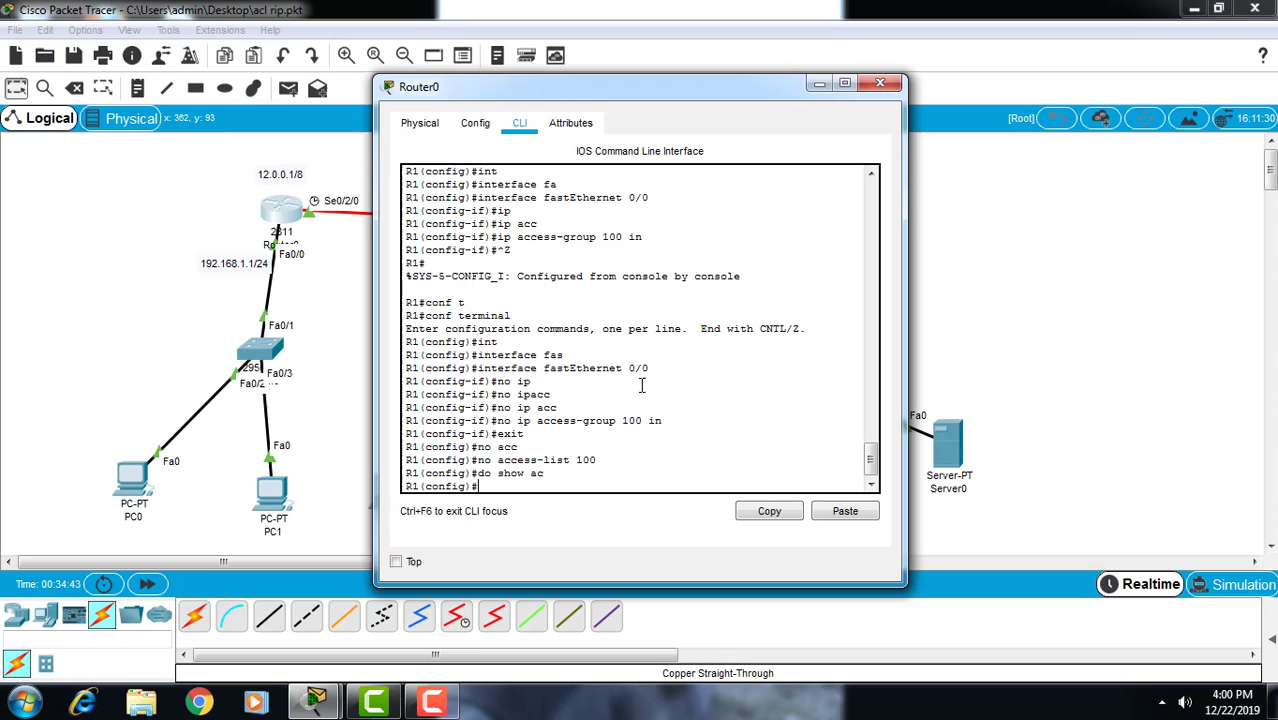 Cisco Packet Tracer - C:\Users\admin\Desktop\acl rip.pkt
File Edit Options View Tools Extensions Help
Logical Physical x: 362, y: 93 [Root] 16:11:30
Router0
Physical Config CLI Attributes
IOS Command Line Interface
R1(config)#int
R1(config)#interface fa
R1(config)#interface fastEthernet 0/0
R1(config-if)#ip
R1(config-if)#ip acc
R1(config-if)#ip access-group 100 in
R1(config-if)#^Z
R1#
%SYS-5-CONFIG_I: Configured from console by console
R1#conf t
R1#conf terminal
Enter configuration commands, one per line. End with CNTL/Z.
R1(config)#int
R1(config)#interface fas
R1(config)#interface fastEthernet 0/0
R1(config-if)#no ip
R1(config-if)#no ipacc
R1(config-if)#no ip acc
R1(config-if)#no ip access-group 100 in
R1(config-if)#exit
R1(config)#no acc
R1(config)#no access-list 100
R1(config)#do show ac
R1(config)#
Ctrl+F6 to exit CLI focus
Copy Paste
Top
12.0.0.1/8
Se0/2/0
2811
Fa0/0
192.168.1.1/24
Fa0/1
Fa0/3
Fa0
PC-PT
PC0
Fa0
PC-PT
PC1
Fa0
Server-PT
Server0
Time: 00:34:43
Realtime Simulation
Copper Straight-Through
4:00 PM
12/22/2019